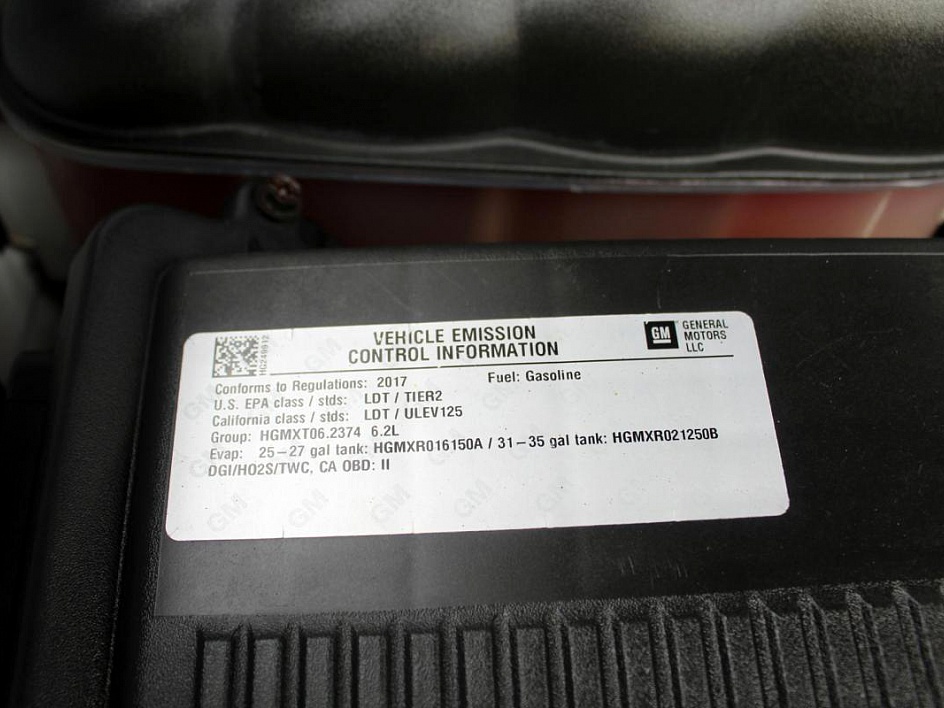 VEHICLE EMISSION
CONTROL INFORMATION
GM GENERAL
MOTORS
LLC
Conforms to Regulations: 2017 Fuel: Gasoline
U.S. EPA class / stds: LDT / TIER2
California class / stds: LDT / ULEV125
Group: HGMXT06.2374 6.2L
Evap: 25-27 gal tank: HGMXR016150A / 31-35 gal tank: HGMXR021250B
DGI/HO2S/TWC, CA OBD: II